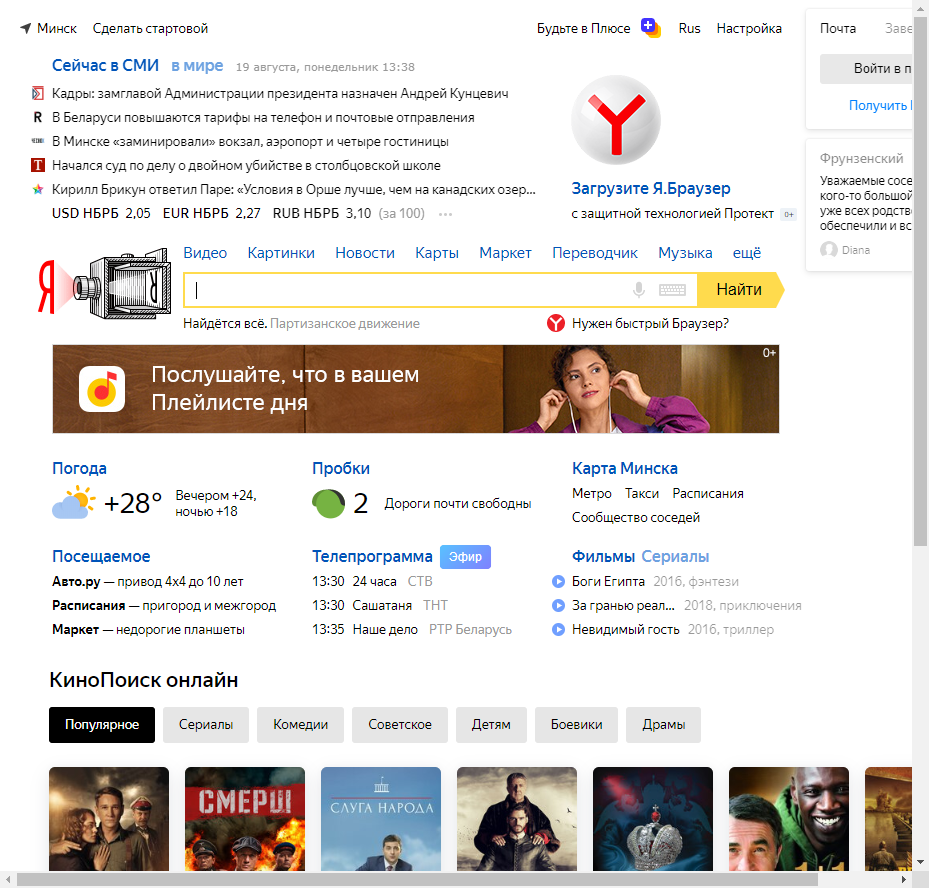 Минск Сделать стартовой Будьте в Плюсе Rus Настройка
Почта Заве
Войти в п
Получить
Сейчас в СМИ в мире 19 августа, понедельник 13:38
Кадры: замглавой Администрации президента назначен Андрей Кунцевич
В Беларуси повышаются тарифы на телефон и почтовые отправления
В Минске «заминировали» вокзал, аэропорт и четыре гостиницы
Начался суд по делу о двойном убийстве в столбцовской школе
Кирилл Брикун ответил Паре: «Условия в Орше лучше, чем на канадских озер...
USD НБРБ 2,05 EUR НБРБ 2,27 RUB НБРБ 3,10 (за 100) ...
Загрузите Я.Браузер
с защитной технологией Протект 0+
Фрунзенский
Уважаемые сосе
кого-то большой
уже всех родств
обеспечили и вс
Diana
Видео Картинки Новости Карты Маркет Переводчик Музыка ещё
Я
Найти
Найдётся всё. Партизанское движение
Нужен быстрый Браузер?
Послушайте, что в вашем
Плейлисте дня
0+
Погода
+28°
Вечером +24,
ночью +18
Пробки
2 Дороги почти свободны
Карта Минска
Метро Такси Расписания
Сообщество соседей
Посещаемое
Авто.ру — привод 4x4 до 10 лет
Расписания — пригород и межгород
Маркет — недорогие планшеты
Телепрограмма Эфир
13:30 24 часа СТВ
13:30 Сашатаня ТНТ
13:35 Наше дело РТР Беларусь
Фильмы Сериалы
Боги Египта 2016, фэнтези
За гранью реал... 2018, приключения
Невидимый гость 2016, триллер
КиноПоиск онлайн
Популярное Сериалы Комедии Советское Детям Боевики Драмы
СМЕРШ
СЛУГА НАРОДА
1+1